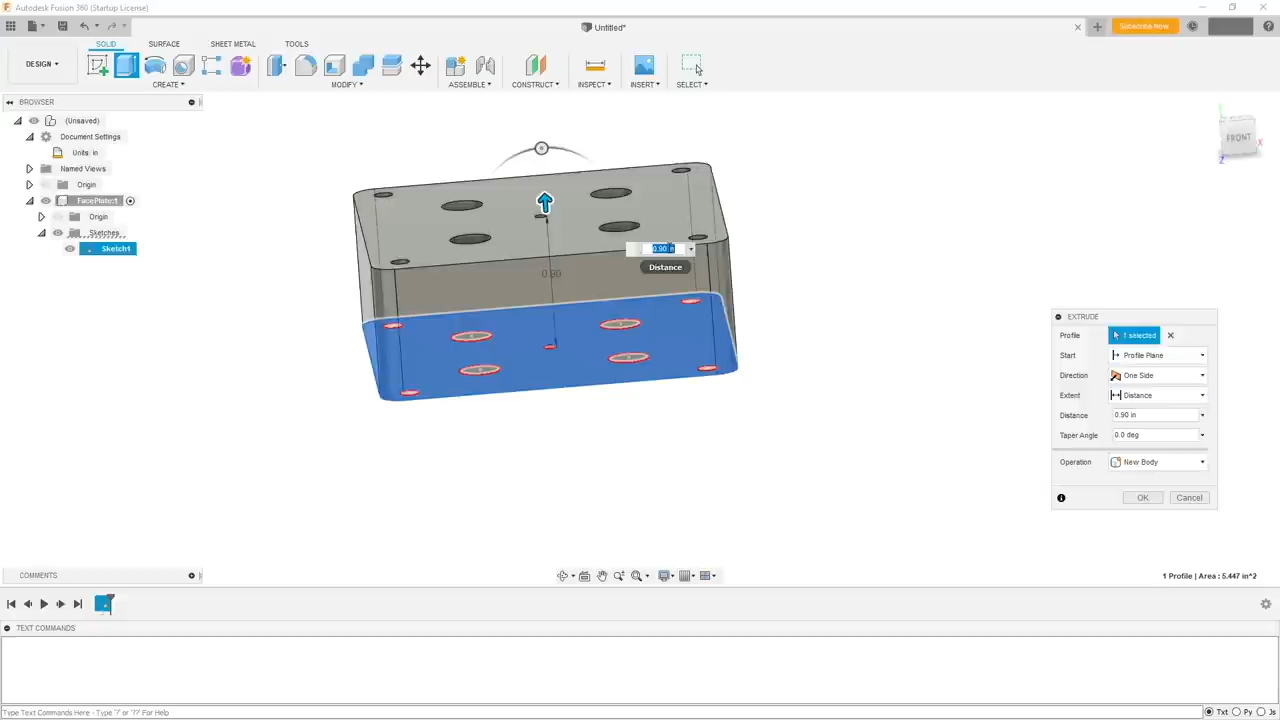 Autodesk Fusion 360 (Startup License)
Untitled*
Subscribe Now
SOLID SURFACE SHEET METAL TOOLS
DESIGN
CREATE MODIFY ASSEMBLE CONSTRUCT INSPECT INSERT SELECT
BROWSER
(Unsaved)
Document Settings
Units: in
Named Views
Origin
FacePlate:1
Origin
Sketches
Sketch1
FRONT
X
Z
0.90 in
Distance
0.90
EXTRUDE
Profile 1 selected
Start Profile Plane
Direction One Side
Extent Distance
Distance 0.90 in
Taper Angle 0.0 deg
Operation New Body
OK Cancel
COMMENTS
1 Profile | Area : 5.447 in^2
TEXT COMMANDS
Type Text Commands Here - Type '?' or '??' For Help
Txt Py Js